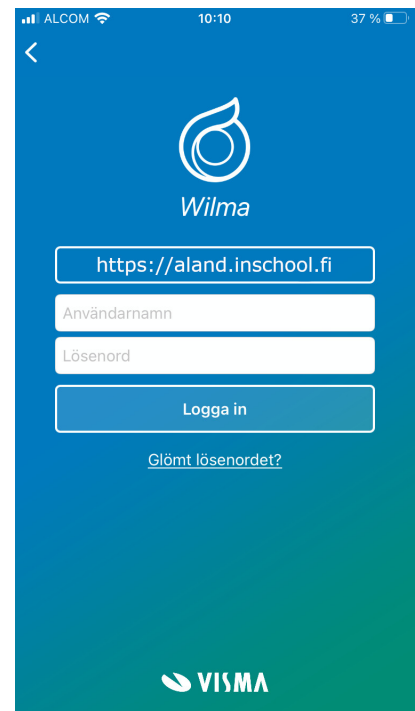 ALCOM 10:10 37 %
Wilma
https://aland.inschool.fi
Användarnamn
Lösenord
Logga in
Glömt lösenordet?
VISMA